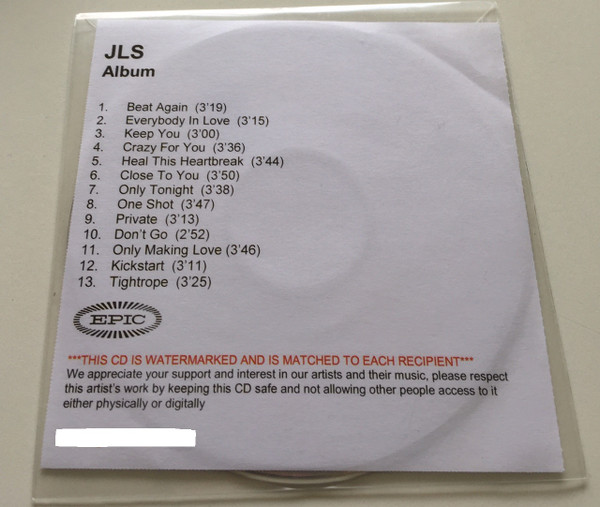 JLS
Album
1. Beat Again (3'19)
2. Everybody In Love (3'15)
3. Keep You (3'00)
4. Crazy For You (3'36)
5. Heal This Heartbreak (3'44)
6. Close To You (3'50)
7. Only Tonight (3'38)
8. One Shot (3'47)
9. Private (3'13)
10. Don't Go (2'52)
11. Only Making Love (3'46)
12. Kickstart (3'11)
13. Tightrope (3'25)
EPIC
***THIS CD IS WATERMARKED AND IS MATCHED TO EACH RECIPIENT***
We appreciate your support and interest in our artists and their music, please respect
this artist's work by keeping this CD safe and not allowing other people access to it
either physically or digitally